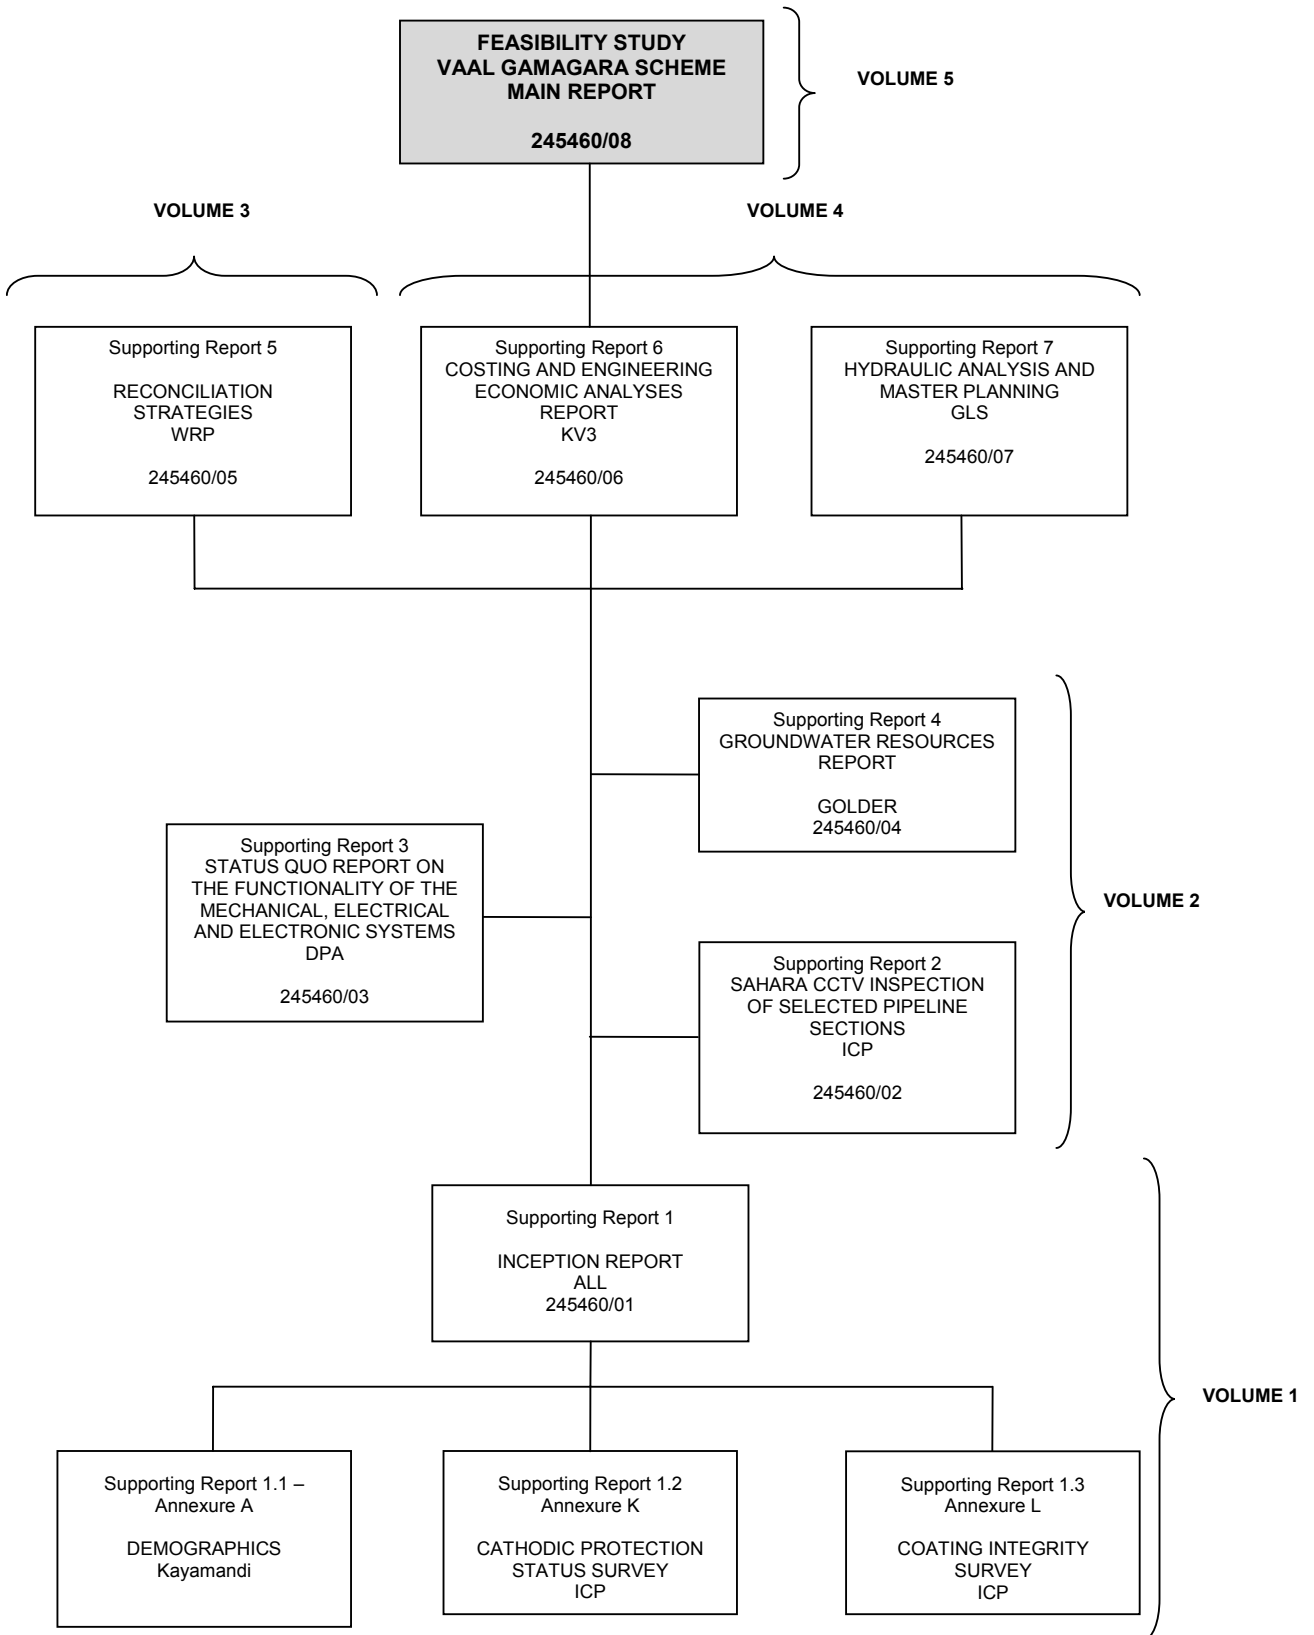 FEASIBILITY STUDY
VAAL GAMAGARA SCHEME
MAIN REPORT
245460/08
VOLUME 5
VOLUME 3
VOLUME 4
Supporting Report 5
RECONCILIATION
STRATEGIES
WRP
245460/05
Supporting Report 6
COSTING AND ENGINEERING
ECONOMIC ANALYSES
REPORT
KV3
245460/06
Supporting Report 7
HYDRAULIC ANALYSIS AND
MASTER PLANNING
GLS
245460/07
Supporting Report 4
GROUNDWATER RESOURCES
REPORT
GOLDER
245460/04
Supporting Report 3
STATUS QUO REPORT ON
THE FUNCTIONALITY OF THE
MECHANICAL, ELECTRICAL
AND ELECTRONIC SYSTEMS
DPA
245460/03
VOLUME 2
Supporting Report 2
SAHARA CCTV INSPECTION
OF SELECTED PIPELINE
SECTIONS
ICP
245460/02
Supporting Report 1
INCEPTION REPORT
ALL
245460/01
VOLUME 1
Supporting Report 1.1 –
Annexure A
DEMOGRAPHICS
Kayamandi
Supporting Report 1.2
Annexure K
CATHODIC PROTECTION
STATUS SURVEY
ICP
Supporting Report 1.3
Annexure L
COATING INTEGRITY
SURVEY
ICP